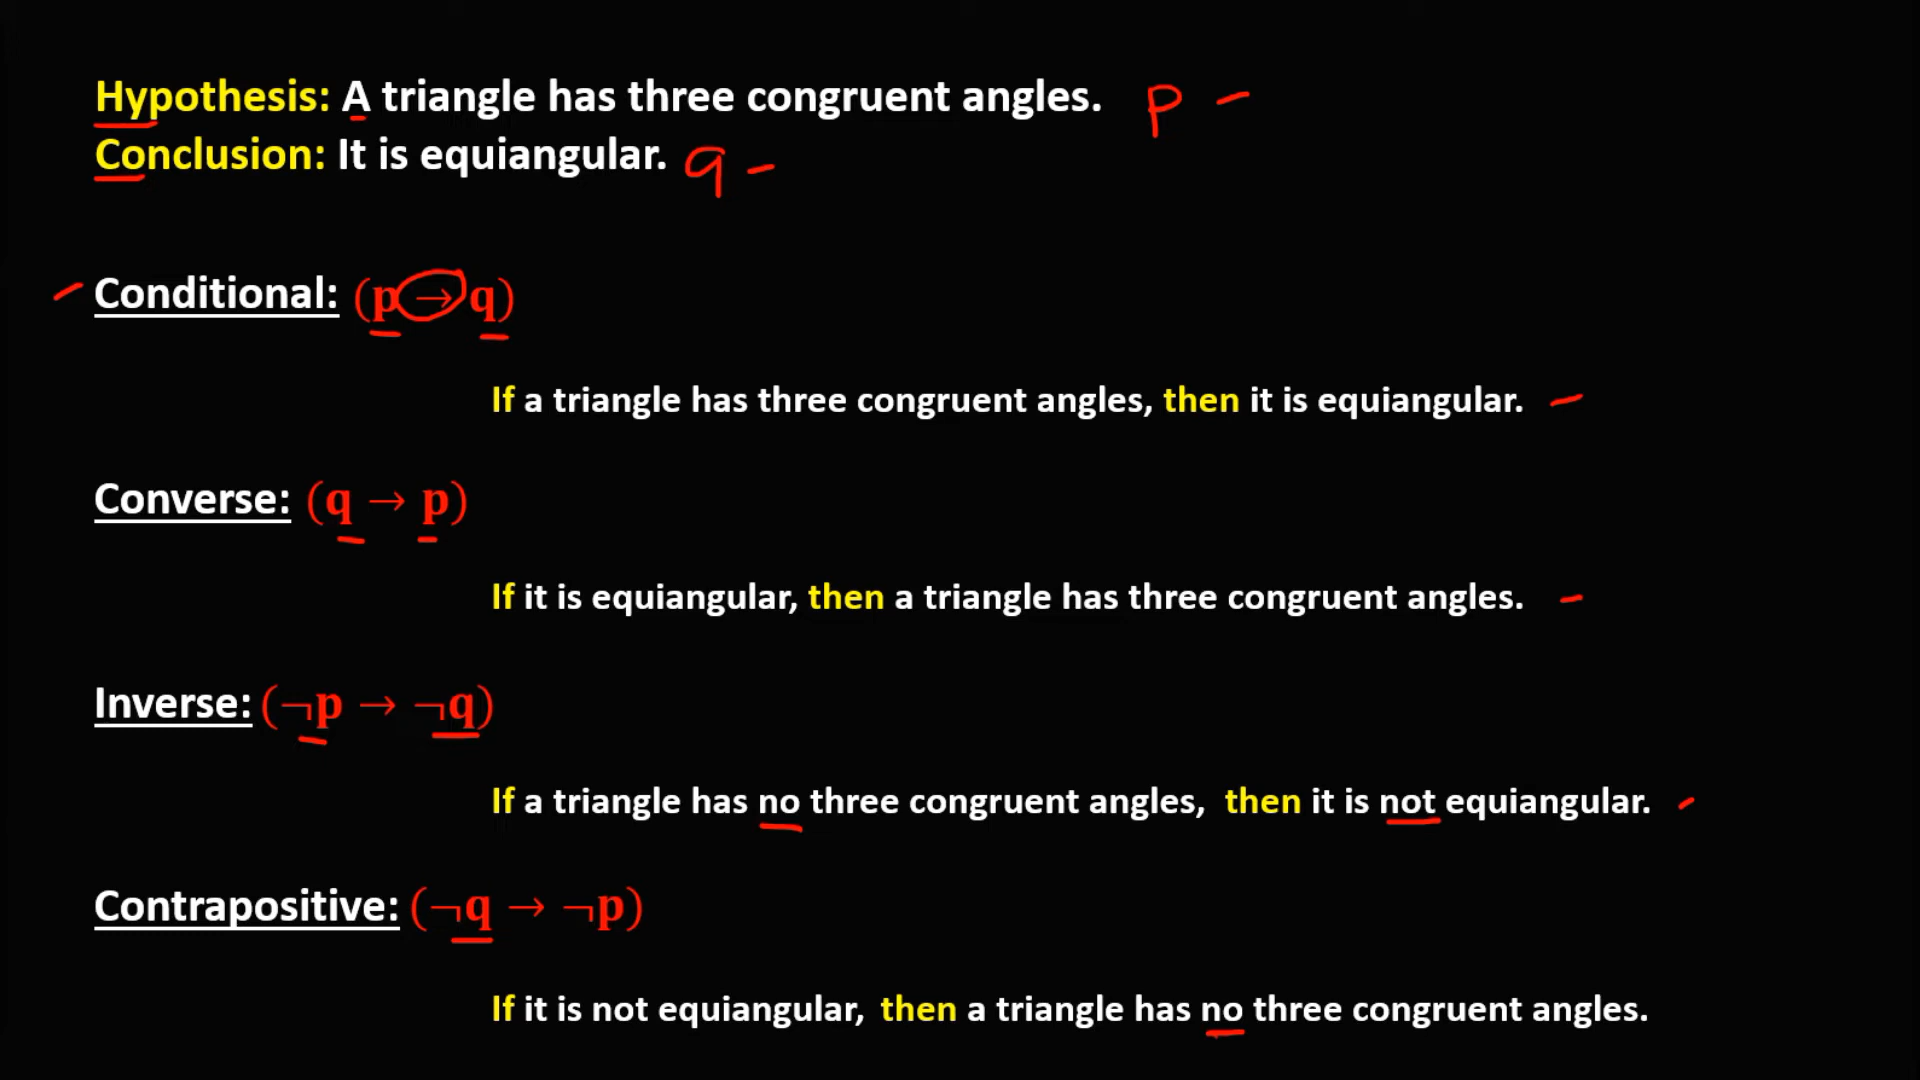 Hypothesis: A triangle has three congruent angles. p
Conclusion: It is equiangular. q
Conditional: (p → q)
If a triangle has three congruent angles, then it is equiangular.
Converse: (q → p)
If it is equiangular, then a triangle has three congruent angles.
Inverse: (¬p → ¬q)
If a triangle has no three congruent angles, then it is not equiangular.
Contrapositive: (¬q → ¬p)
If it is not equiangular, then a triangle has no three congruent angles.